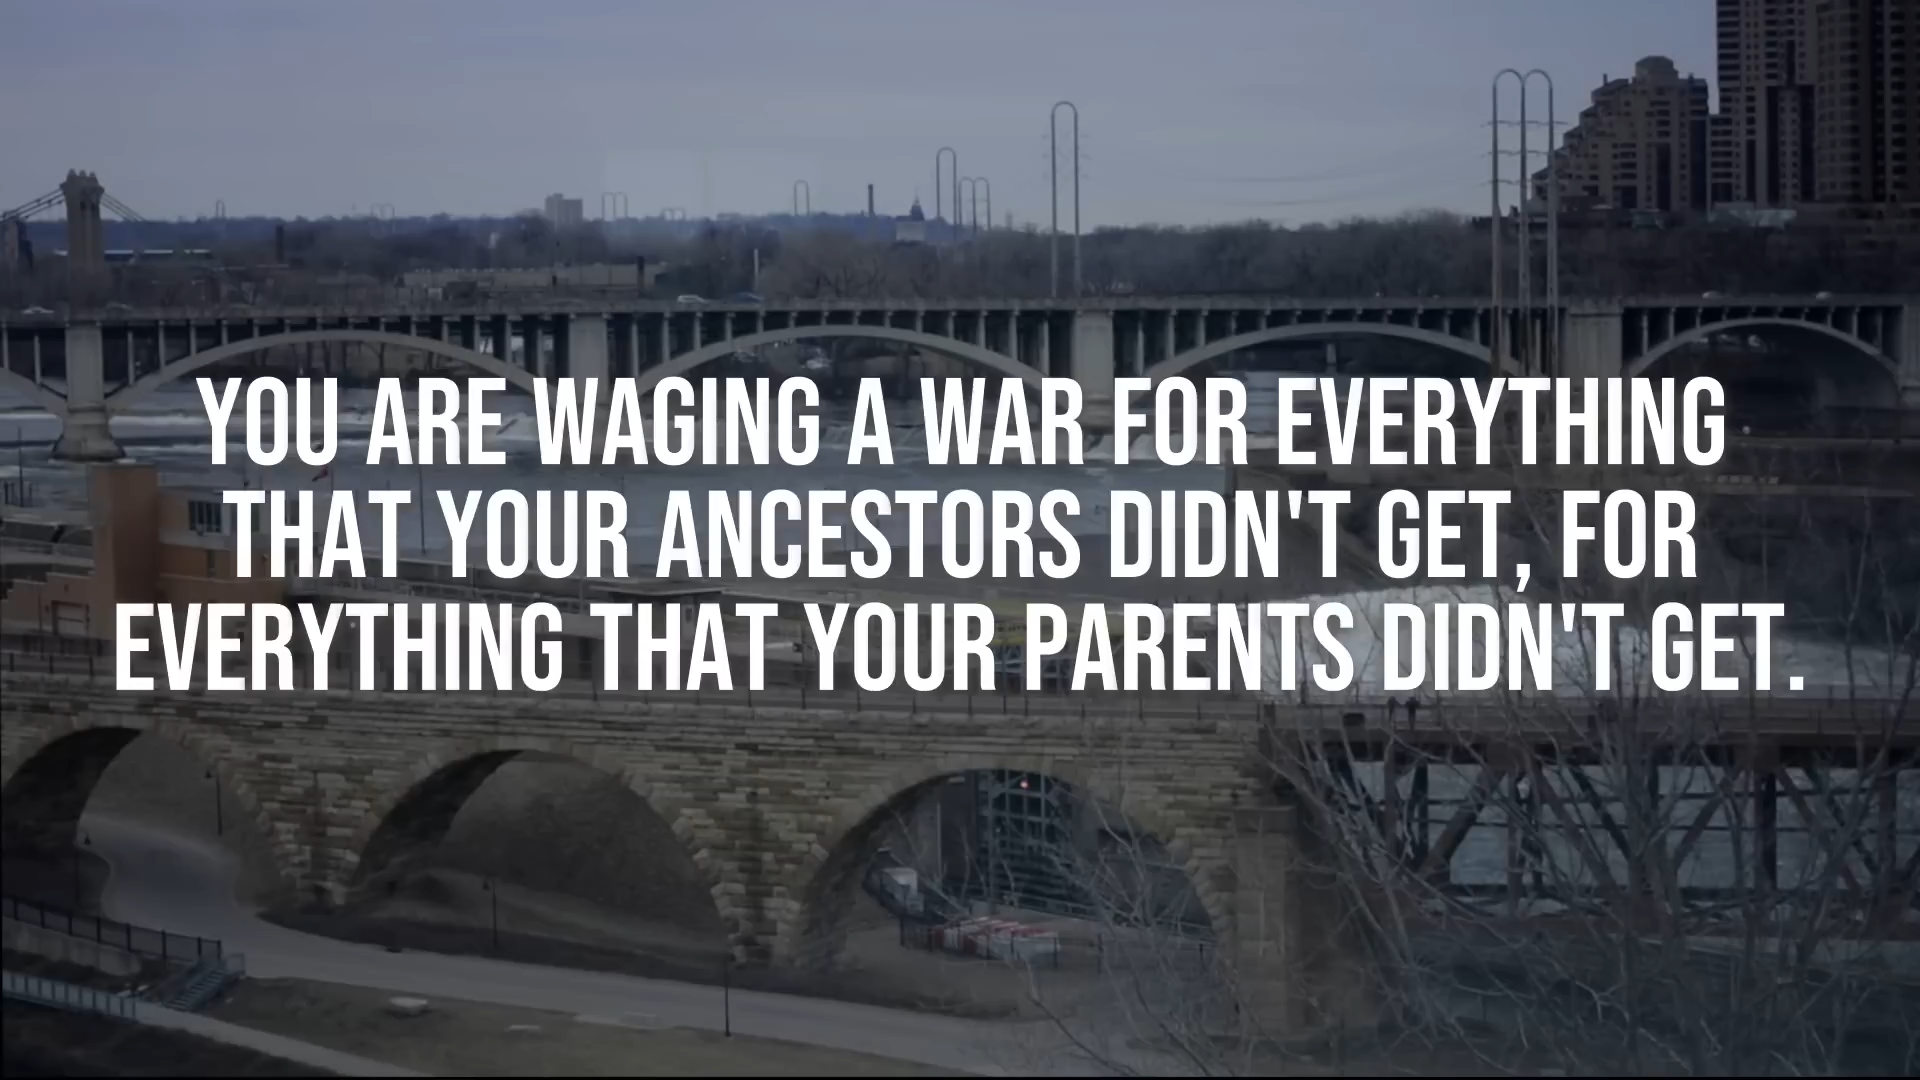 YOU ARE WAGING A WAR FOR EVERYTHING
THAT YOUR ANCESTORS DIDN'T GET, FOR
EVERYTHING THAT YOUR PARENTS DIDN'T GET.